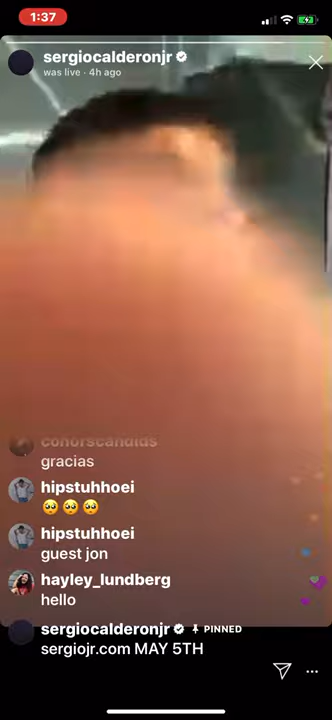 1:37
sergiocalderonjr
was live · 4h ago
conorscandids
gracias
hipstuhhoei
🥺🥺🥺
hipstuhhoei
guest jon
hayley_lundberg
hello
sergiocalderonjr PINNED
sergiojr.com MAY 5TH